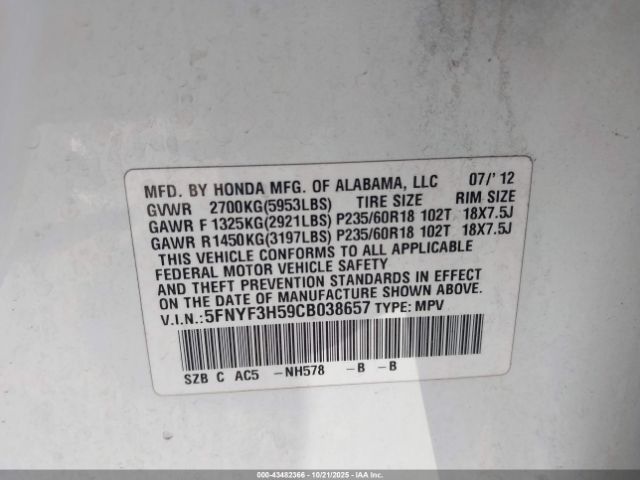 MFD. BY HONDA MFG. OF ALABAMA, LLC 07/'12
GVWR 2700KG(5953LBS) TIRE SIZE RIM SIZE
GAWR F 1325KG(2921LBS) P235/60R18 102T 18X7.5J
GAWR R1450KG(3197LBS) P235/60R18 102T 18X7.5J
THIS VEHICLE CONFORMS TO ALL APPLICABLE
FEDERAL MOTOR VEHICLE SAFETY
AND THEFT PREVENTION STANDARDS IN EFFECT
ON THE DATE OF MANUFACTURE SHOWN ABOVE.
V.I.N.:5FNYF3H59CB038657 TYPE: MPV
SZB C AC5 -NH578 -B -B
000-43482366 - 10/21/2025 - COPYRIGHT IAA, LLC.